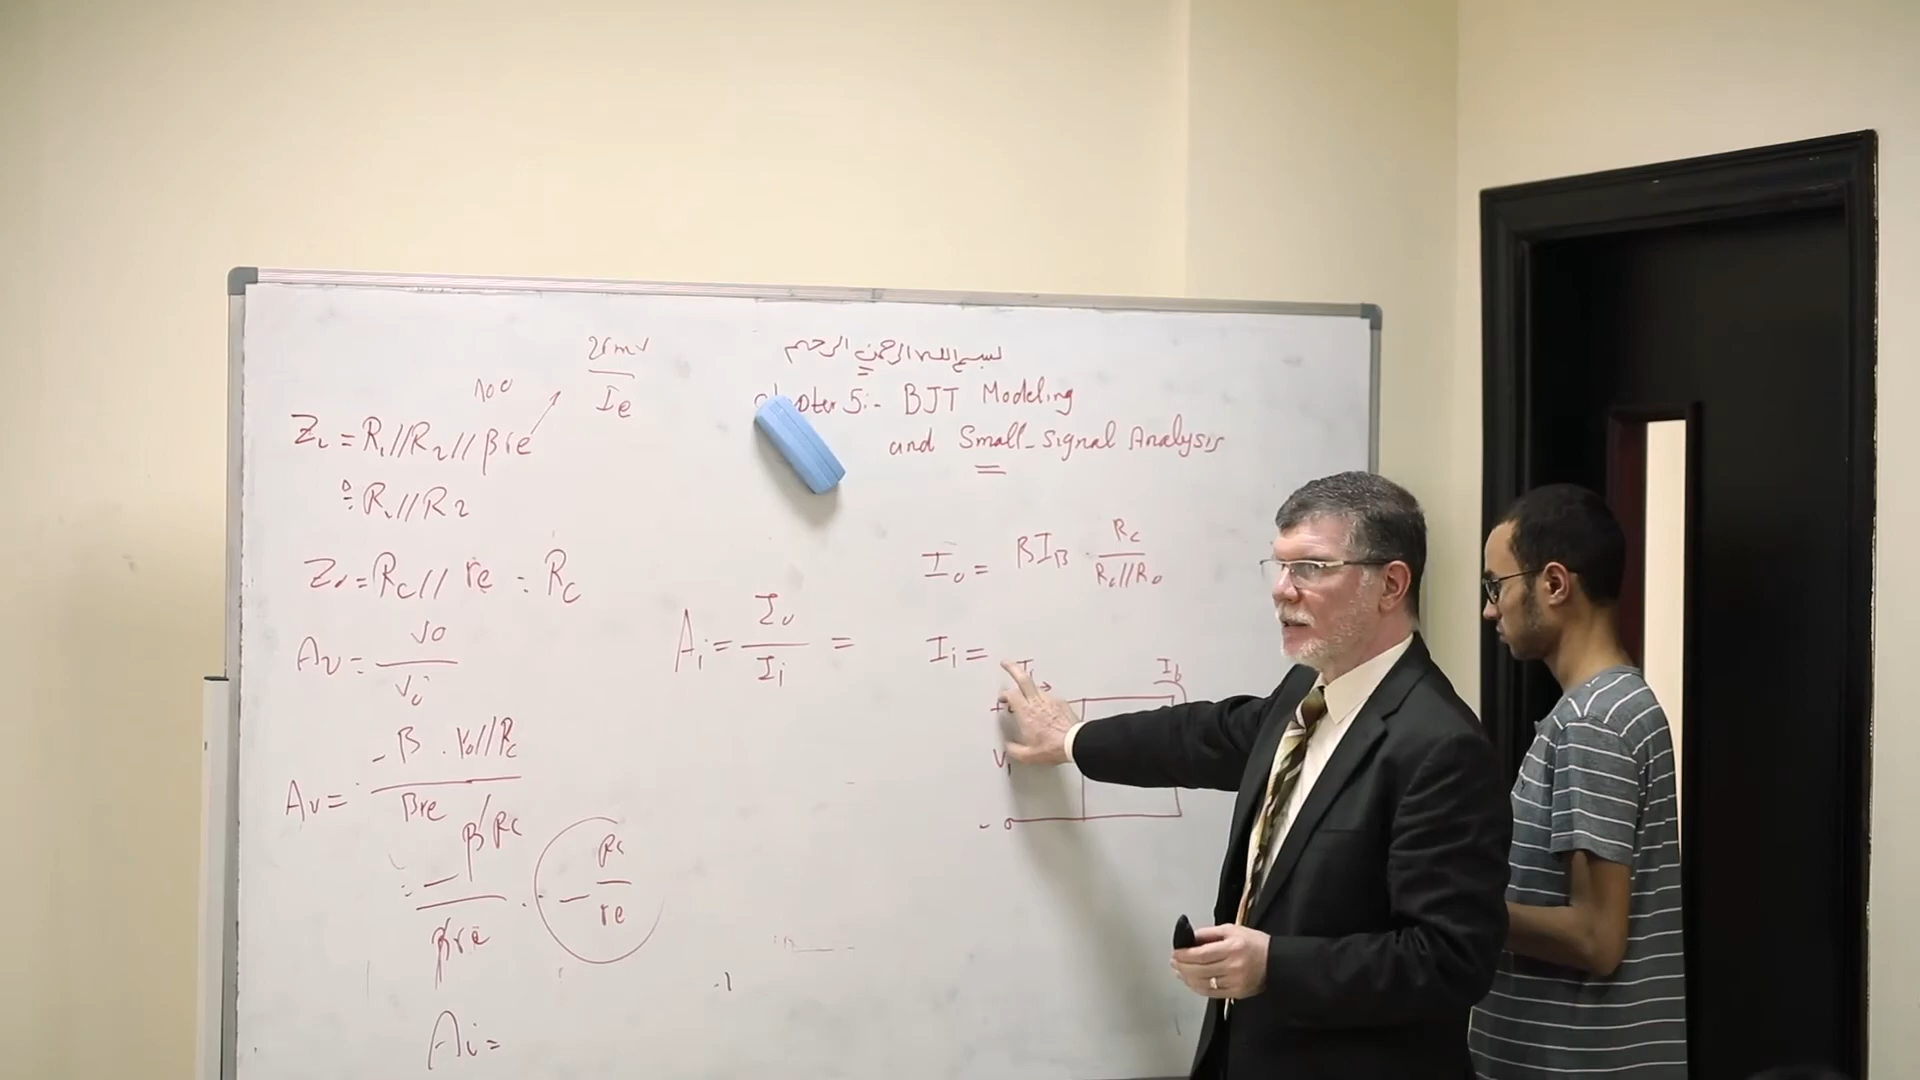 بسم الله الرحمن الرحيم
Chapter 5:- BJT Modeling
and Small-signal Analysis
25mv / Ie
100
Zi = R1//R2//βre
≅ R1//R2
Zo = RC// re = RC
Av = Vo / Vi
Av = -β . ro//RC / βre
= -βRC / βre = - RC / re
Ai =
Ai = Io / Ii =
Io = βIB . RC / RC//Ro
Ii =
Ii
Ib
+
Vi
-